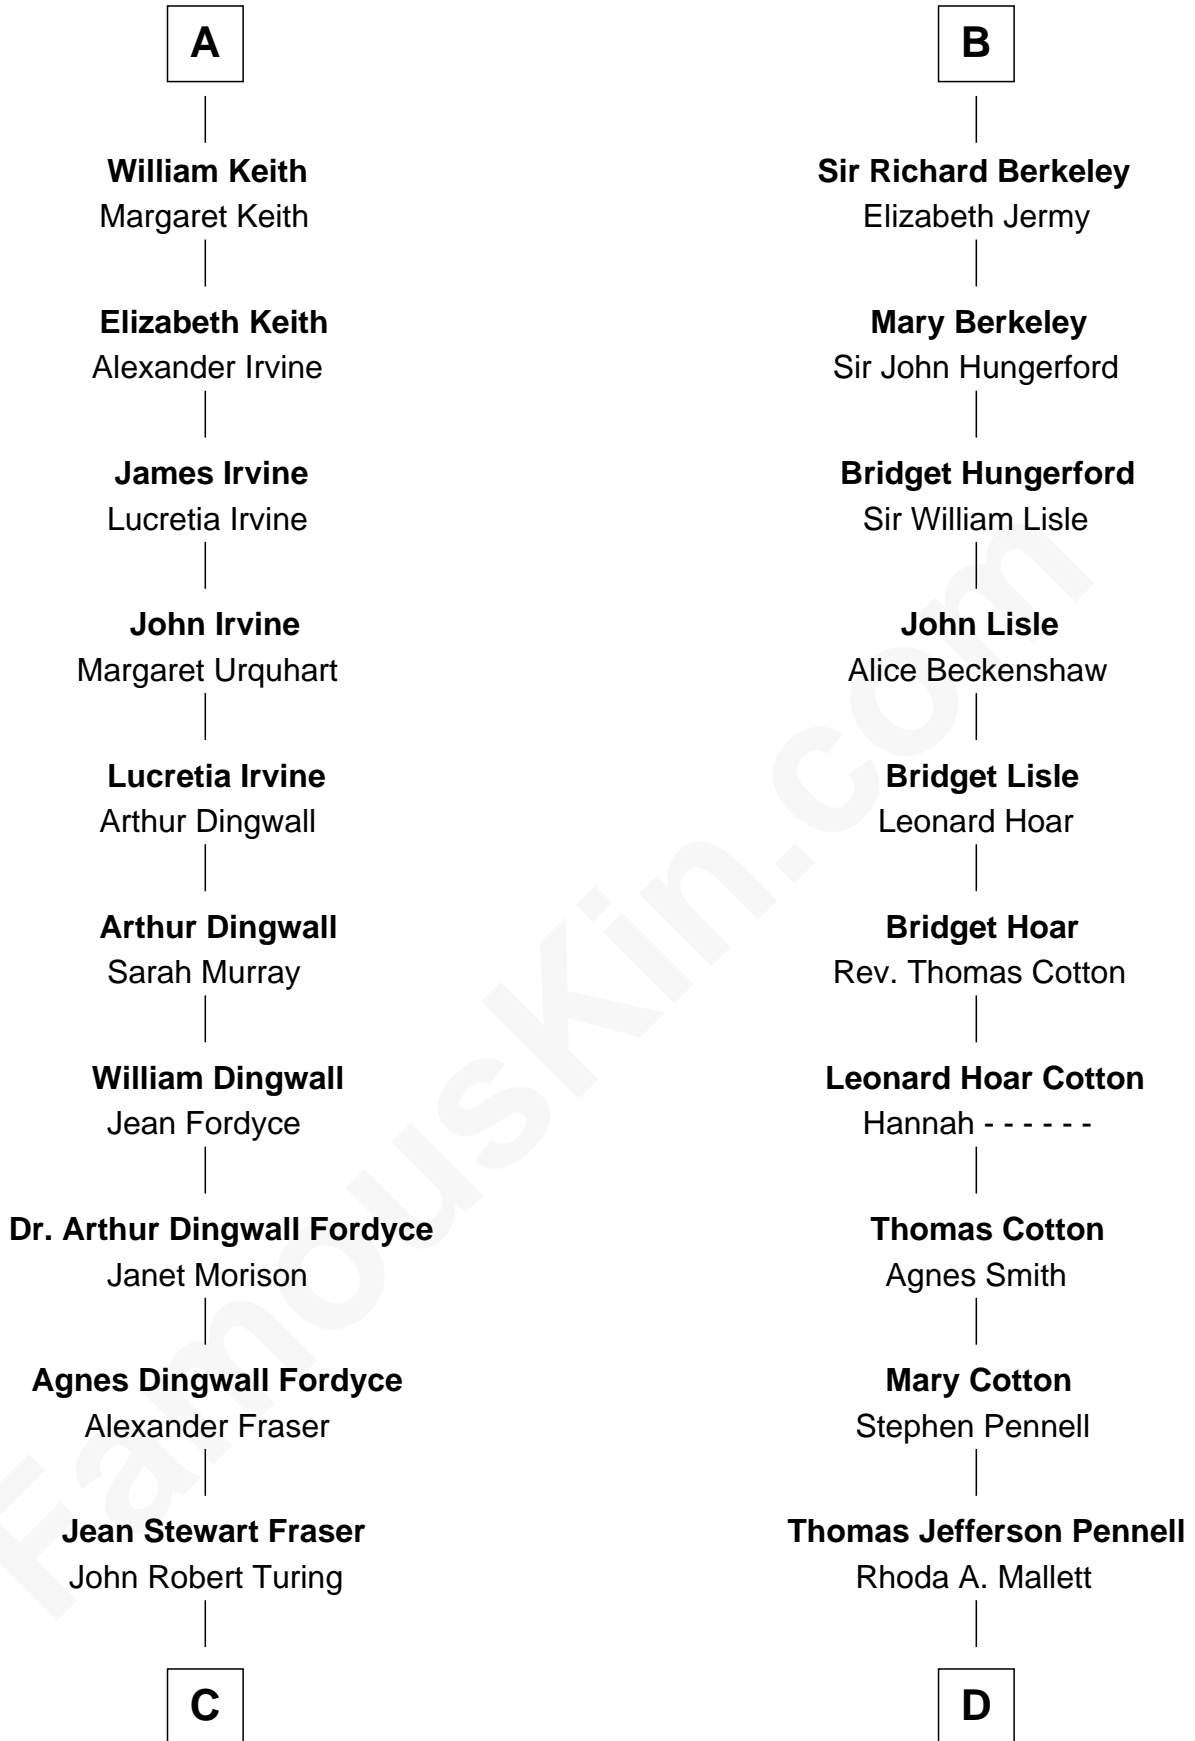 A
William Keith
Margaret Keith
Elizabeth Keith
Alexander Irvine
James Irvine
Lucretia Irvine
John Irvine
Margaret Urquhart
Lucretia Irvine
Arthur Dingwall
Arthur Dingwall
Sarah Murray
William Dingwall
Jean Fordyce
Dr. Arthur Dingwall Fordyce
Janet Morison
Agnes Dingwall Fordyce
Alexander Fraser
Jean Stewart Fraser
John Robert Turing
C
B
Sir Richard Berkeley
Elizabeth Jermy
Mary Berkeley
Sir John Hungerford
Bridget Hungerford
Sir William Lisle
John Lisle
Alice Beckenshaw
Bridget Lisle
Leonard Hoar
Bridget Hoar
Rev. Thomas Cotton
Leonard Hoar Cotton
Hannah - - - - - -
Thomas Cotton
Agnes Smith
Mary Cotton
Stephen Pennell
Thomas Jefferson Pennell
Rhoda A. Mallett
D
FamousKin.com